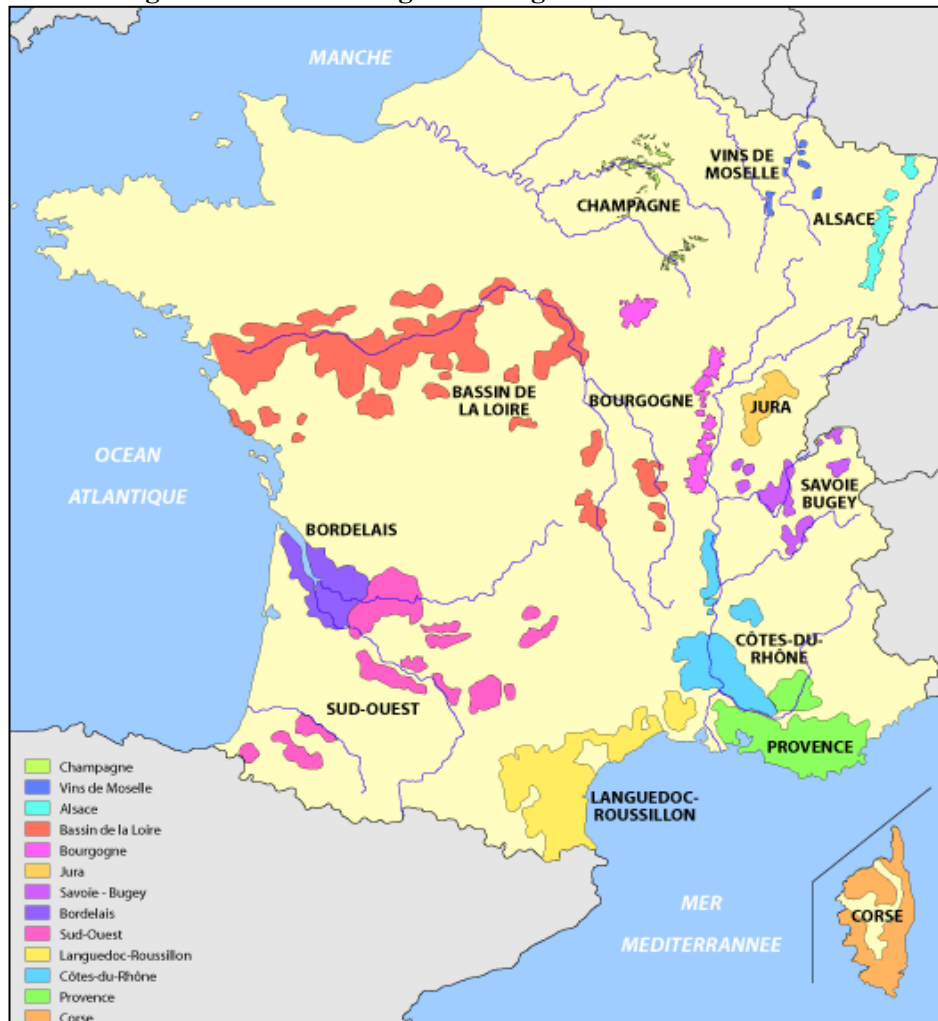 MANCHE
VINS DE
MOSELLE
CHAMPAGNE
ALSACE
BASSIN DE
LA LOIRE
BOURGOGNE
JURA
OCEAN
ATLANTIQUE
SAVOIE
BUGEY
BORDELAIS
CÔTES-DU-
RHÔNE
SUD-OUEST
PROVENCE
LANGUEDOC-
ROUSSILLON
MER
MEDITERRANNEE
CORSE
Champagne
Vins de Moselle
Alsace
Bassin de la Loire
Bourgogne
Jura
Savoie - Bugey
Bordelais
Sud-Ouest
Languedoc-Roussillon
Côtes-du-Rhône
Provence
Corse